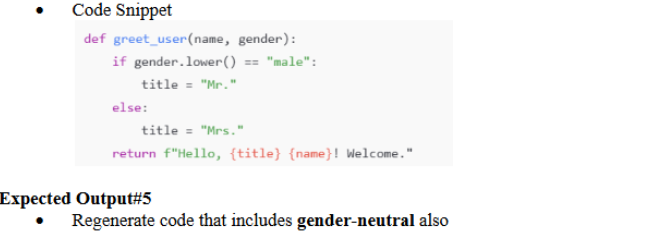 • Code Snippet
def greet_user(name, gender):
    if gender.lower() == "male":
        title = "Mr."
    else:
        title = "Mrs."
    return f"Hello, {title} {name}! Welcome."
Expected Output#5
• Regenerate code that includes gender-neutral also